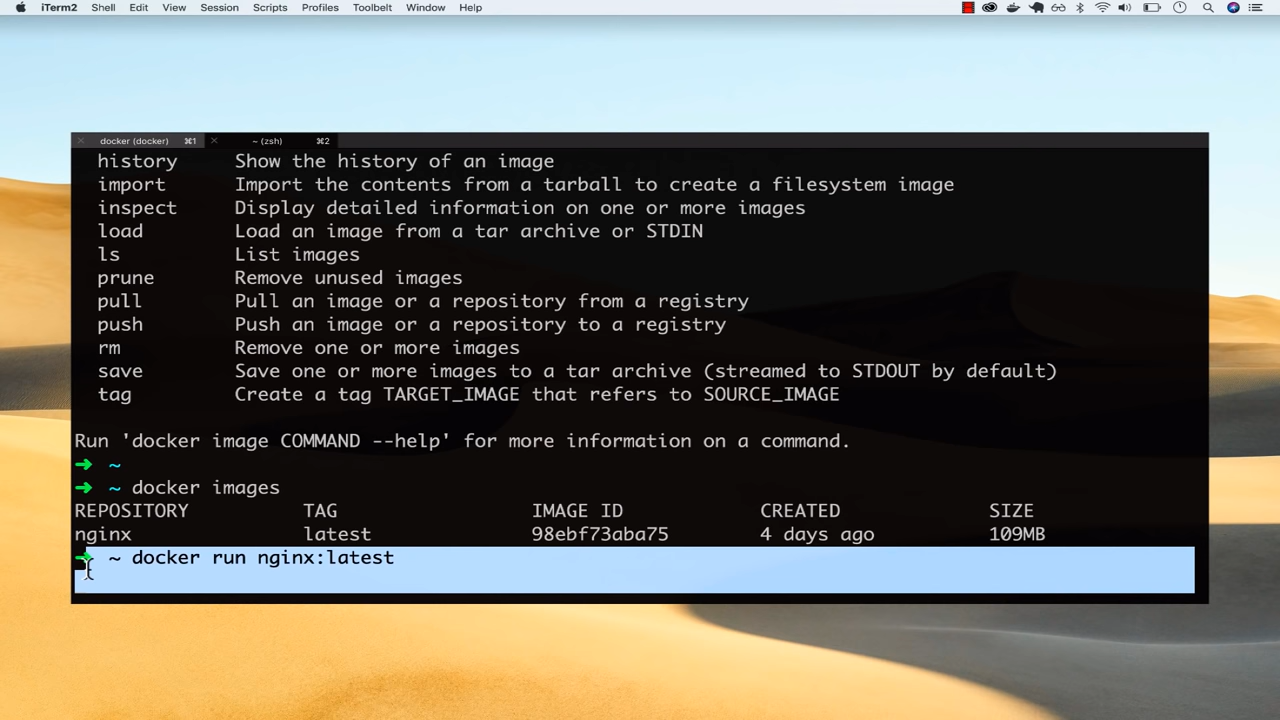 iTerm2 Shell Edit View Session Scripts Profiles Toolbelt Window Help
docker (docker) ⌘1 ~ (zsh) ⌘2
history Show the history of an image
import Import the contents from a tarball to create a filesystem image
inspect Display detailed information on one or more images
load Load an image from a tar archive or STDIN
ls List images
prune Remove unused images
pull Pull an image or a repository from a registry
push Push an image or a repository to a registry
rm Remove one or more images
save Save one or more images to a tar archive (streamed to STDOUT by default)
tag Create a tag TARGET_IMAGE that refers to SOURCE_IMAGE
Run 'docker image COMMAND --help' for more information on a command.
➜ ~
➜ ~ docker images
REPOSITORY TAG IMAGE ID CREATED SIZE
nginx latest 98ebf73aba75 4 days ago 109MB
➜ ~ docker run nginx:latest